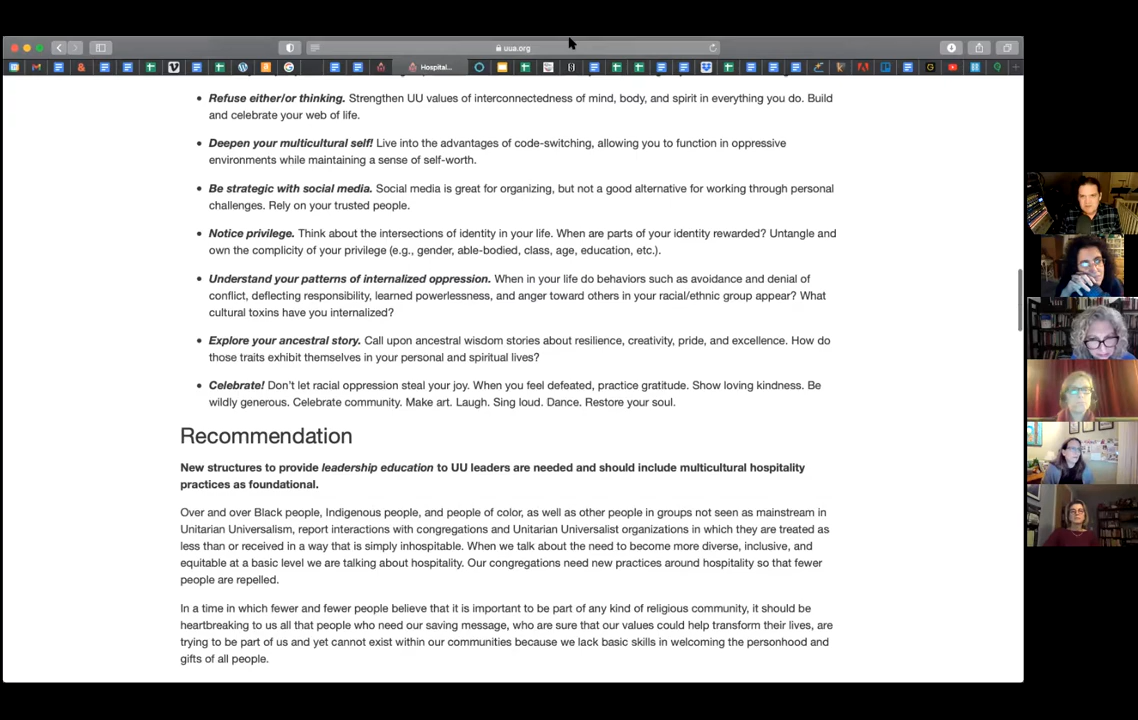 uua.org
Hospital...
Refuse either/or thinking. Strengthen UU values of interconnectedness of mind, body, and spirit in everything you do. Build
and celebrate your web of life.
Deepen your multicultural self! Live into the advantages of code-switching, allowing you to function in oppressive
environments while maintaining a sense of self-worth.
Be strategic with social media. Social media is great for organizing, but not a good alternative for working through personal
challenges. Rely on your trusted people.
Notice privilege. Think about the intersections of identity in your life. When are parts of your identity rewarded? Untangle and
own the complicity of your privilege (e.g., gender, able-bodied, class, age, education, etc.).
Understand your patterns of internalized oppression. When in your life do behaviors such as avoidance and denial of
conflict, deflecting responsibility, learned powerlessness, and anger toward others in your racial/ethnic group appear? What
cultural toxins have you internalized?
Explore your ancestral story. Call upon ancestral wisdom stories about resilience, creativity, pride, and excellence. How do
those traits exhibit themselves in your personal and spiritual lives?
Celebrate! Don't let racial oppression steal your joy. When you feel defeated, practice gratitude. Show loving kindness. Be
wildly generous. Celebrate community. Make art. Laugh. Sing loud. Dance. Restore your soul.
Recommendation
New structures to provide leadership education to UU leaders are needed and should include multicultural hospitality
practices as foundational.
Over and over Black people, Indigenous people, and people of color, as well as other people in groups not seen as mainstream in
Unitarian Universalism, report interactions with congregations and Unitarian Universalist organizations in which they are treated as
less than or received in a way that is simply inhospitable. When we talk about the need to become more diverse, inclusive, and
equitable at a basic level we are talking about hospitality. Our congregations need new practices around hospitality so that fewer
people are repelled.
In a time in which fewer and fewer people believe that it is important to be part of any kind of religious community, it should be
heartbreaking to us all that people who need our saving message, who are sure that our values could help transform their lives, are
trying to be part of us and yet cannot exist within our communities because we lack basic skills in welcoming the personhood and
gifts of all people.